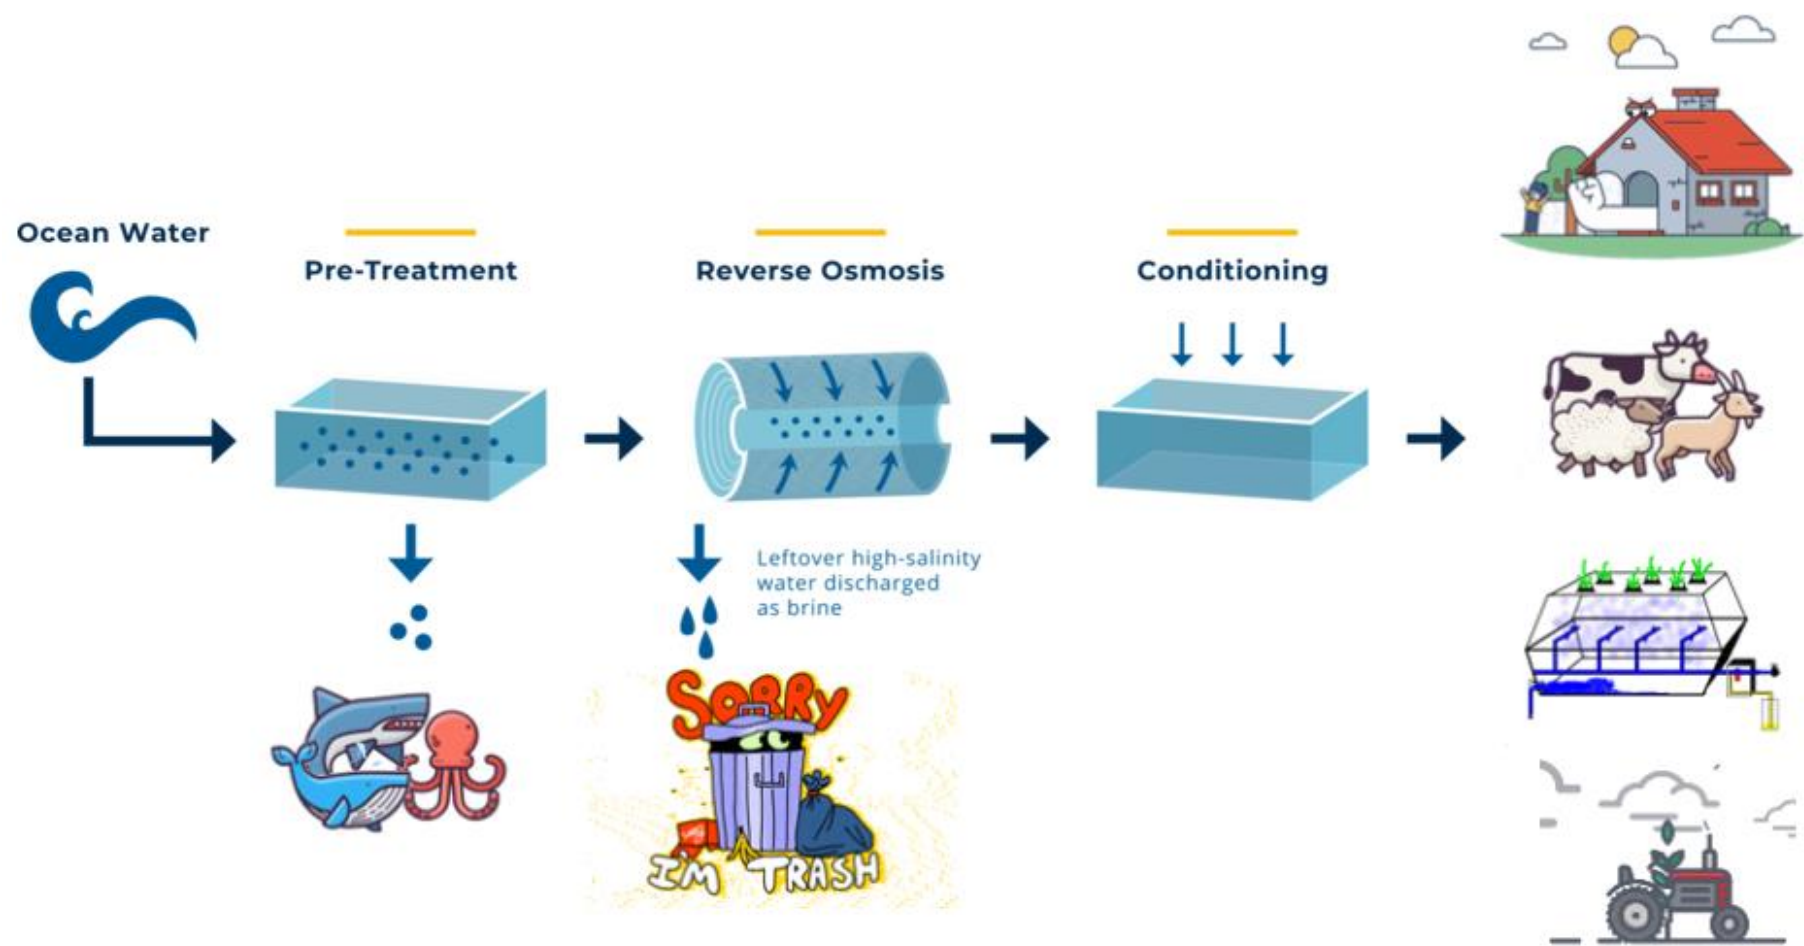 Ocean Water
Pre-Treatment
Reverse Osmosis
Conditioning
Leftover high-salinity
water discharged
as brine
SORRY
I'M TRASH